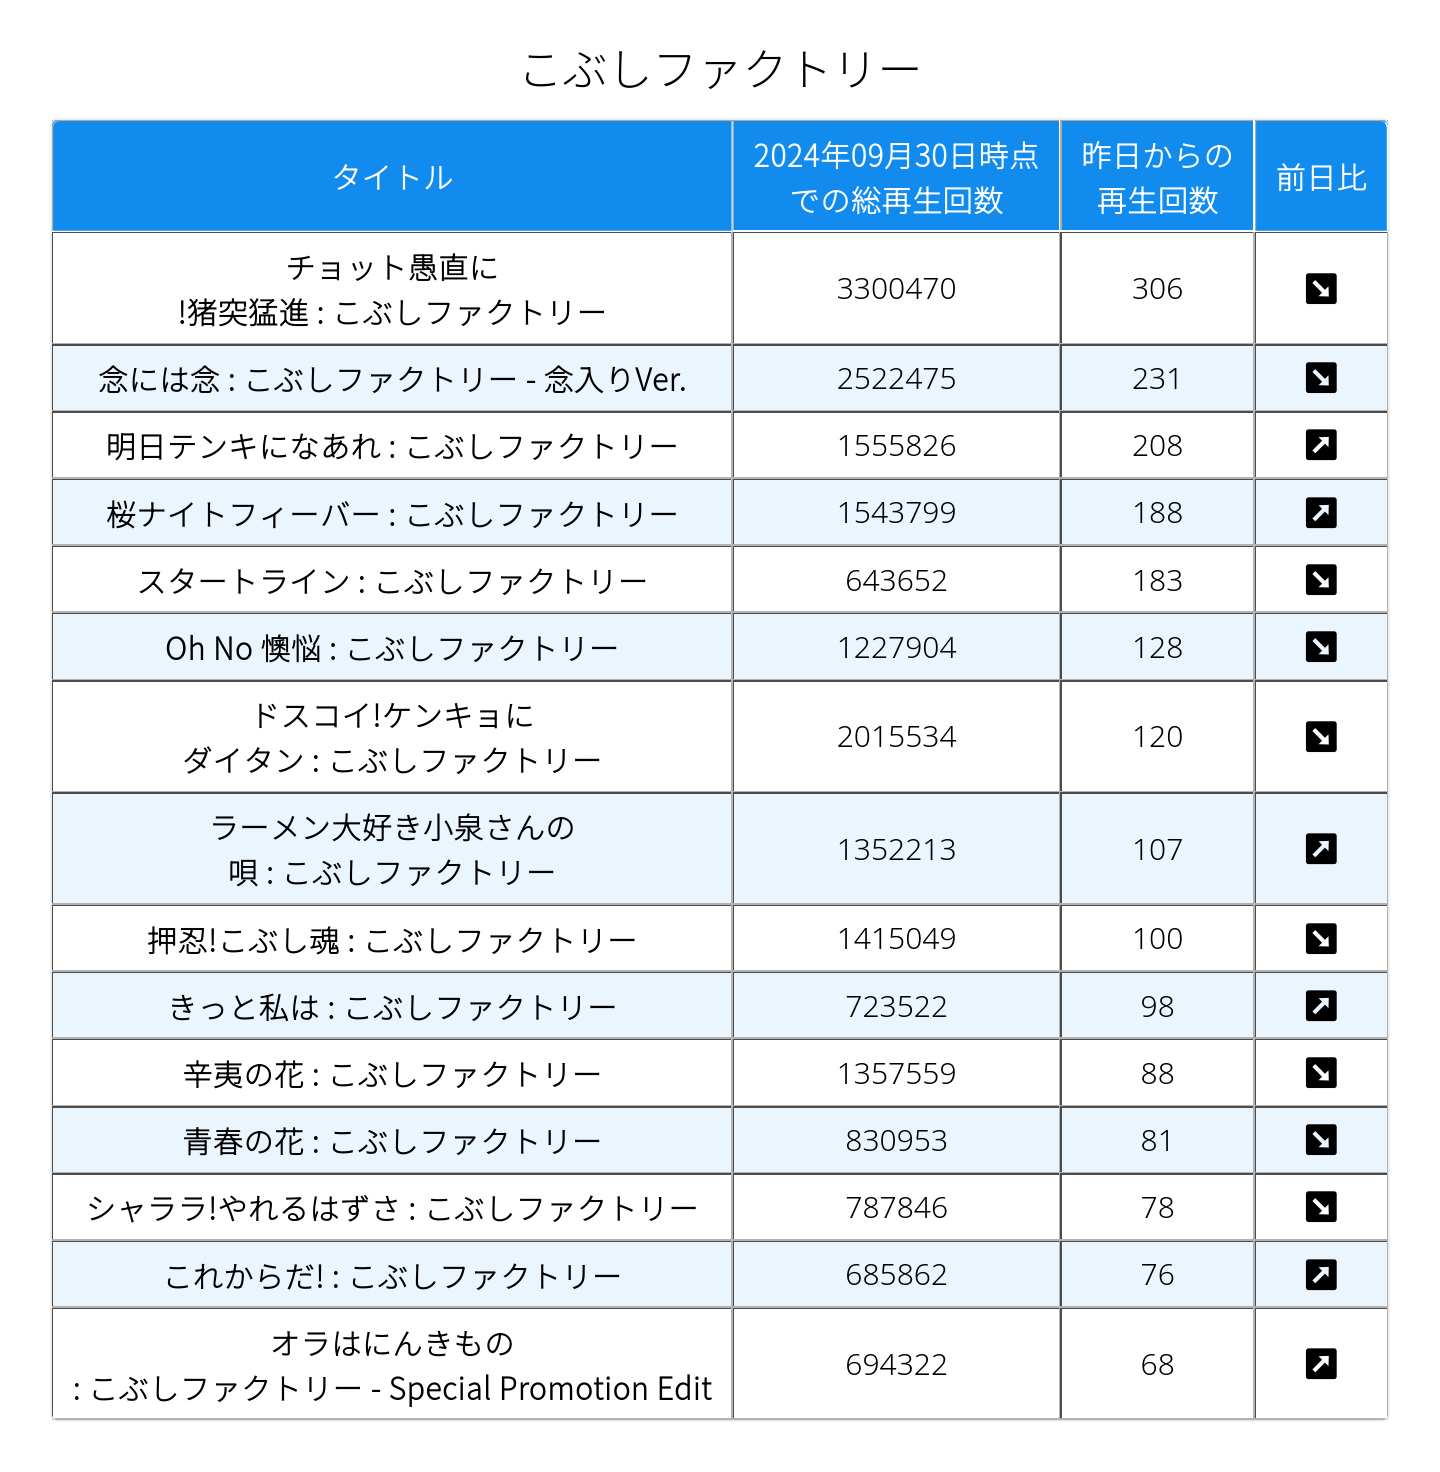 こぶしファクトリー
タイトル
2024年09月30日時点
での総再生回数
昨日からの
再生回数
前日比
チョット愚直に
!猪突猛進 : こぶしファクトリー
3300470
306
念には念 : こぶしファクトリー - 念入りVer.
2522475
231
明日テンキになあれ : こぶしファクトリー
1555826
208
桜ナイトフィーバー : こぶしファクトリー
1543799
188
スタートライン : こぶしファクトリー
643652
183
Oh No 懊悩 : こぶしファクトリー
1227904
128
ドスコイ!ケンキョに
ダイタン : こぶしファクトリー
2015534
120
ラーメン大好き小泉さんの
唄 : こぶしファクトリー
1352213
107
押忍!こぶし魂 : こぶしファクトリー
1415049
100
きっと私は : こぶしファクトリー
723522
98
辛夷の花 : こぶしファクトリー
1357559
88
青春の花 : こぶしファクトリー
830953
81
シャララ!やれるはずさ : こぶしファクトリー
787846
78
これからだ! : こぶしファクトリー
685862
76
オラはにんきもの
: こぶしファクトリー - Special Promotion Edit
694322
68